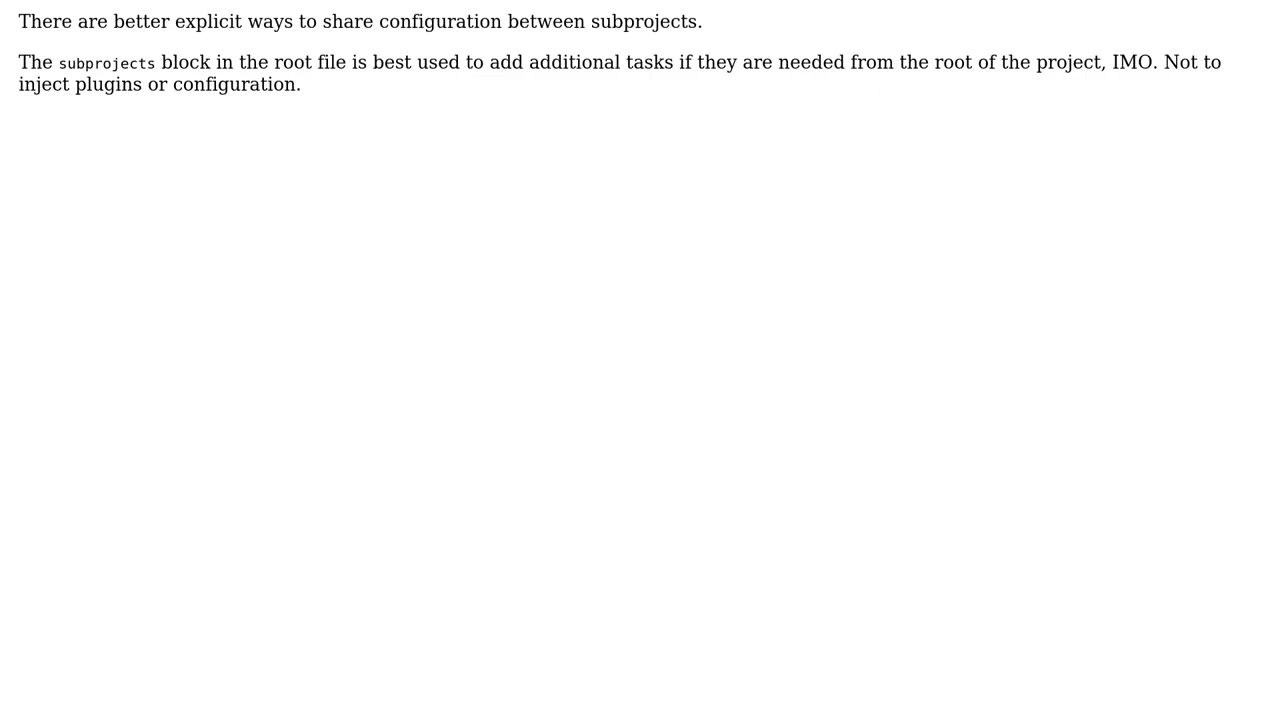 There are better explicit ways to share configuration between subprojects.
The subprojects block in the root file is best used to add additional tasks if they are needed from the root of the project, IMO. Not to
inject plugins or configuration.